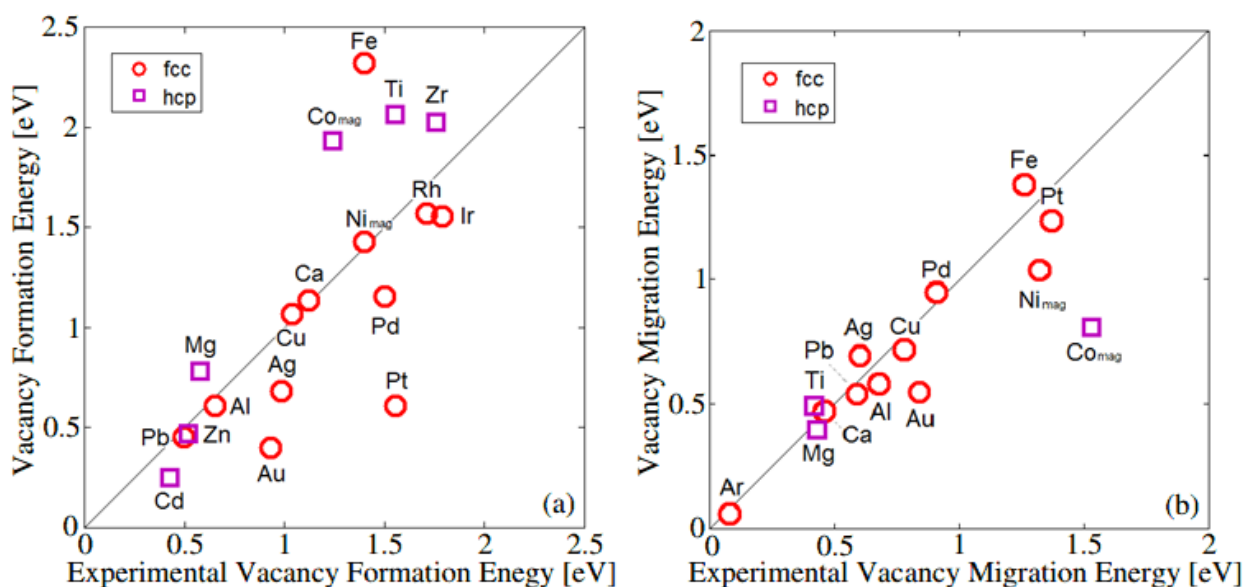 Vacancy Formation Energy [eV]
2.5
2
1.5
1
0.5
0
fcc
hcp
Fe
Ti
Zr
Comag
Rh
Ir
Nimag
Ca
Cu
Pd
Mg
Ag
Pt
Al
Pb
Zn
Au
Cd
(a)
0 0.5 1 1.5 2 2.5
Experimental Vacancy Formation Enegy [eV]
Vacancy Migration Energy [eV]
2
1.5
1
0.5
0
fcc
hcp
Fe
Pt
Pd
Nimag
Ag
Cu
Comag
Pb
Ti
Al
Au
Ca
Mg
Ar
(b)
0 0.5 1 1.5 2
Experimental Vacancy Migration Energy [eV]